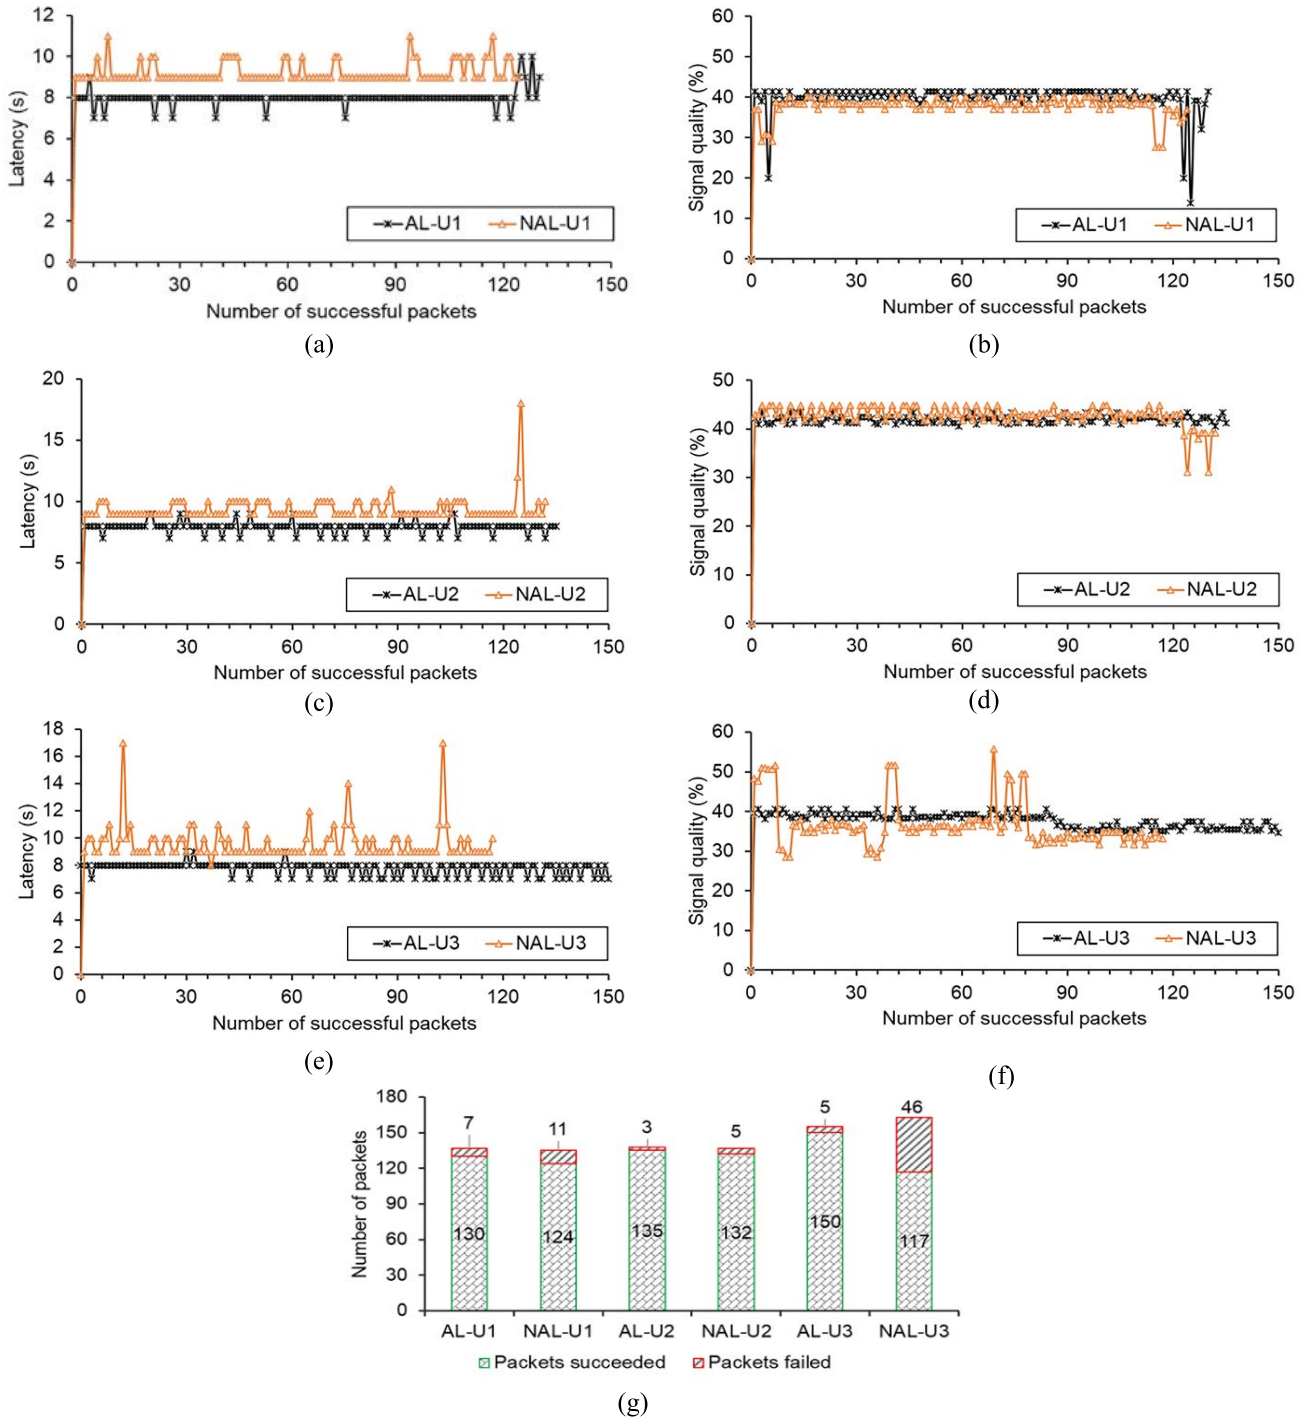 12
10
8
6
4
2
0
Latency (s)
AL-U1 NAL-U1
0 30 60 90 120 150
Number of successful packets
(a)
60
50
40
30
20
10
0
Signal quality (%)
AL-U1 NAL-U1
0 30 60 90 120 150
Number of successful packets
(b)
20
15
10
5
0
Latency (s)
AL-U2 NAL-U2
0 30 60 90 120 150
Number of successful packets
(c)
50
40
30
20
10
0
Signal quality (%)
AL-U2 NAL-U2
0 30 60 90 120 150
Number of successful packets
(d)
18
16
14
12
10
8
6
4
2
0
Latency (s)
AL-U3 NAL-U3
0 30 60 90 120 150
Number of successful packets
(e)
60
50
40
30
20
10
0
Signal quality (%)
AL-U3 NAL-U3
0 30 60 90 120 150
Number of successful packets
(f)
180
150
120
90
60
30
0
Number of packets
7 11 3 5 5 46
130 124 135 132 150 117
AL-U1 NAL-U1 AL-U2 NAL-U2 AL-U3 NAL-U3
Packets succeeded Packets failed
(g)